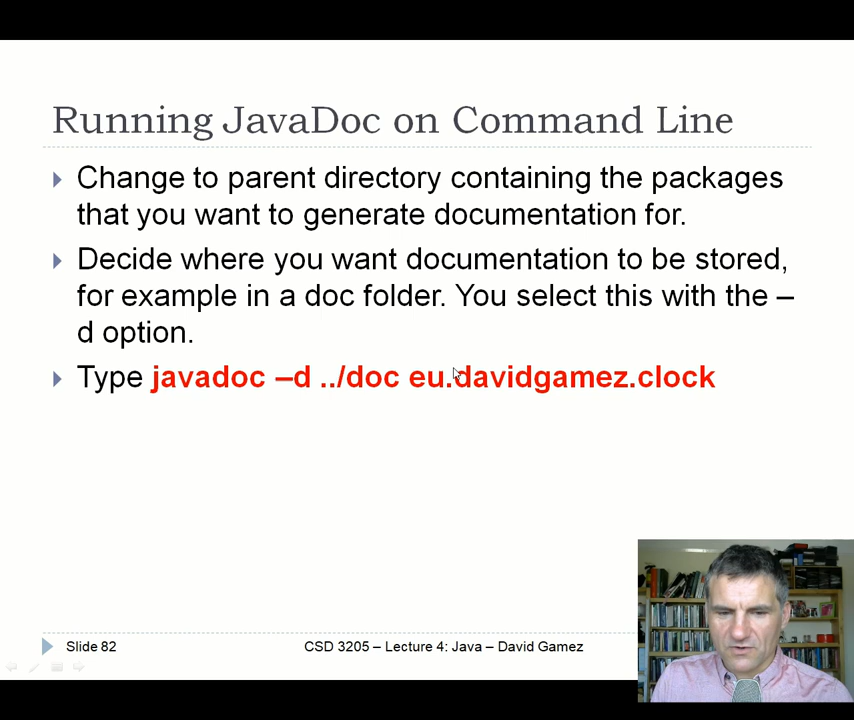 Running JavaDoc on Command Line
Change to parent directory containing the packages
that you want to generate documentation for.
Decide where you want documentation to be stored,
for example in a doc folder. You select this with the –
d option.
Type javadoc –d ../doc eu.davidgamez.clock
Slide 82
CSD 3205 – Lecture 4: Java – David Gamez